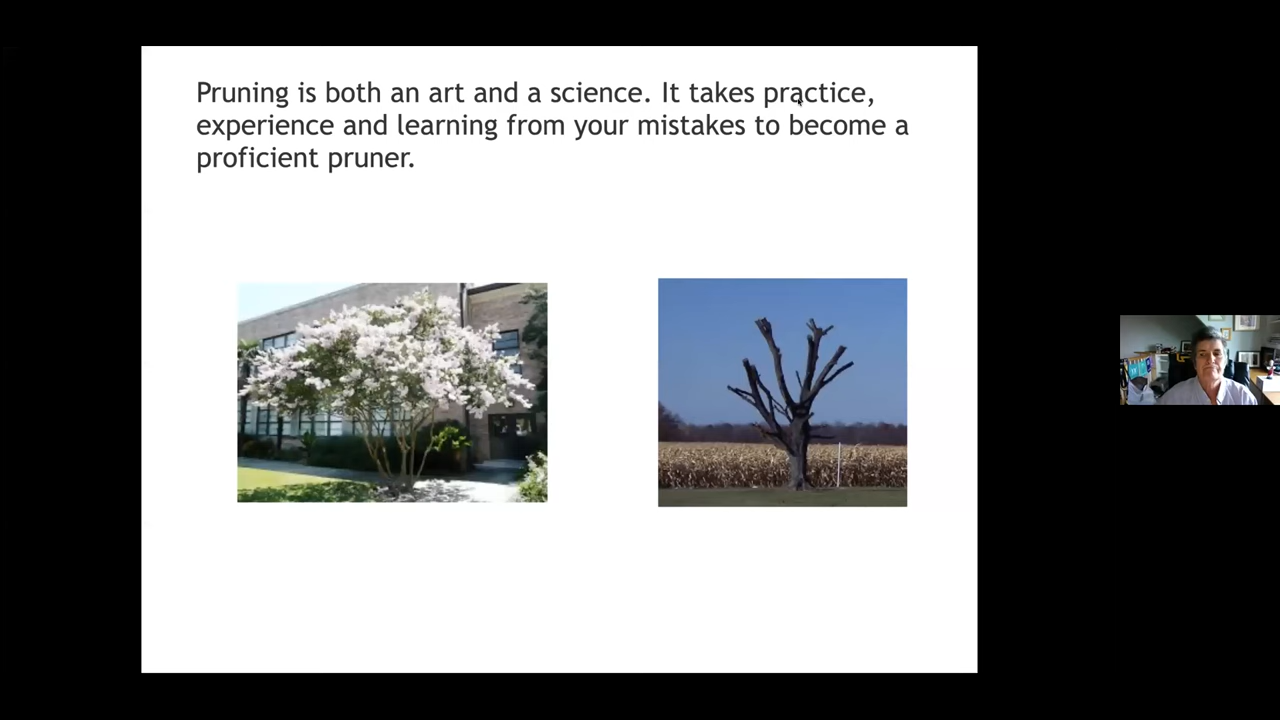 Pruning is both an art and a science. It takes practice,
experience and learning from your mistakes to become a
proficient pruner.